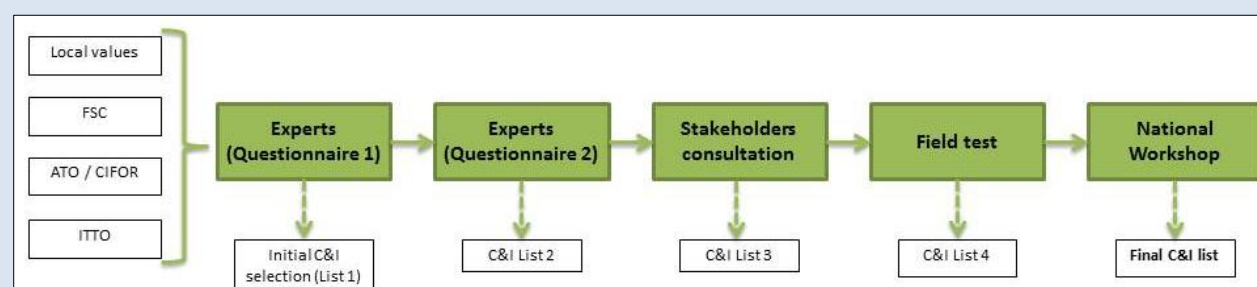 Local values
FSC
ATO / CIFOR
ITTO
Experts
(Questionnaire 1)
Experts
(Questionnaire 2)
Stakeholders
consultation
Field test
National
Workshop
Initial C&I
selection (List 1)
C&I List 2
C&I List 3
C&I List 4
Final C&I list